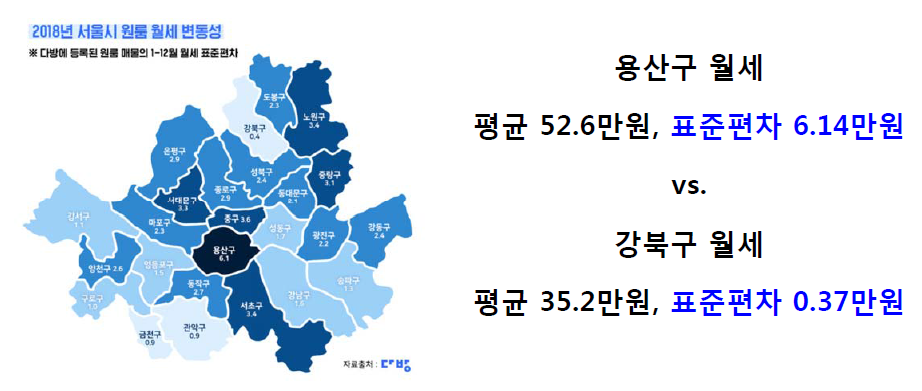 2018년 서울시 원룸 월세 변동성
※ 다방에 등록된 원룸 매물의 1-12월 월세 표준편차
도봉구
2.3
노원구
3.4
강북구
0.4
은평구
2.9
성북구
2.4
중랑구
3.1
종로구
2.9
서대문구
3.3
동대문구
강서구
1.1
마포구
2.3
중구 3.6
성동구
광진구
2.2
강동구
2.4
용산구
6.1
양천구 2.6
영등포구
1.5
동작구
2.7
서초구
3.4
강남구
1.6
송파구
1.3
구로구
1.0
금천구
0.9
관악구
0.9
자료출처 : 다방
용산구 월세
평균 52.6만원, 표준편차 6.14만원
vs.
강북구 월세
평균 35.2만원, 표준편차 0.37만원